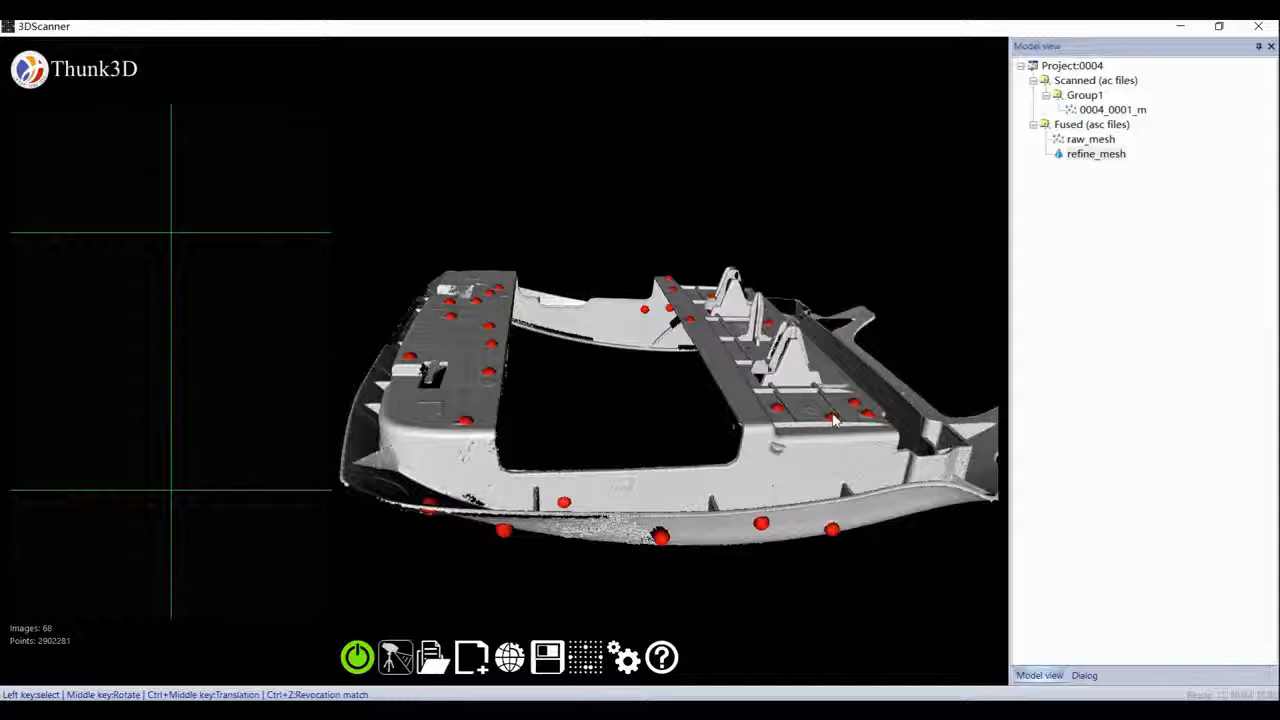 3DScanner
Thunk3D
Model view
Project:0004
Scanned (ac files)
Group1
0004_0001_m
Fused (asc files)
raw_mesh
refine_mesh
Images: 68
Points: 2902281
Model view
Dialog
Left key:select | Middle key:Rotate | Ctrl+Middle key:Translation | Ctrl+Z:Revocation match